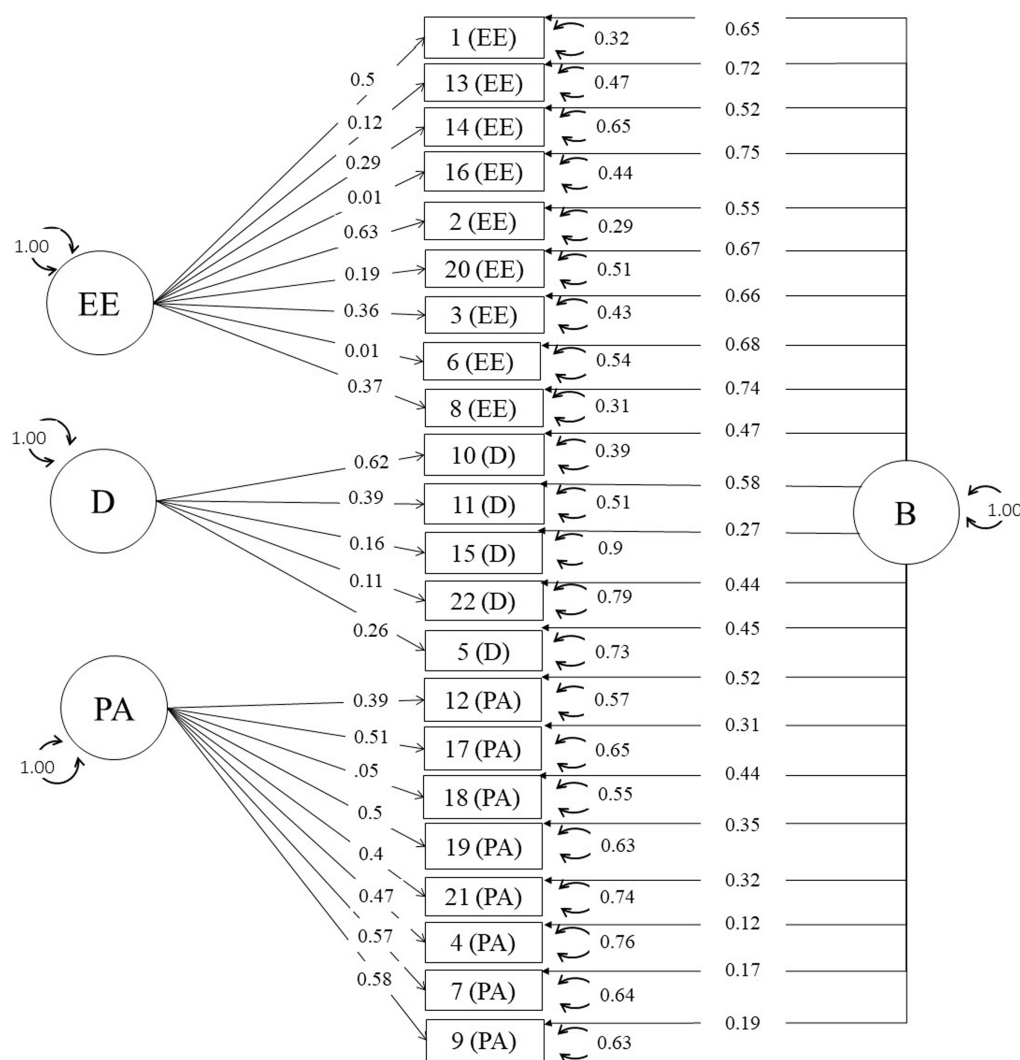 1 (EE) 0.32 0.65
0.5
13 (EE) 0.47 0.72
0.12
14 (EE) 0.65 0.52
0.29
16 (EE) 0.44 0.75
0.01
2 (EE) 0.29 0.55
0.63
1.00
20 (EE) 0.51 0.67
0.19
EE
3 (EE) 0.43 0.66
0.36
6 (EE) 0.54 0.68
0.01
8 (EE) 0.31 0.74
0.37
1.00
10 (D) 0.39 0.47
0.62
D
11 (D) 0.51 0.58
0.39
B 1.00
15 (D) 0.9 0.27
0.16
22 (D) 0.79 0.44
0.11
5 (D) 0.73 0.45
0.26
12 (PA) 0.57 0.52
0.39
PA
17 (PA) 0.65 0.31
0.51
1.00
18 (PA) 0.55 0.44
.05
19 (PA) 0.63 0.35
0.5
21 (PA) 0.74 0.32
0.4
4 (PA) 0.76 0.12
0.47
7 (PA) 0.64 0.17
0.57
9 (PA) 0.63 0.19
0.58